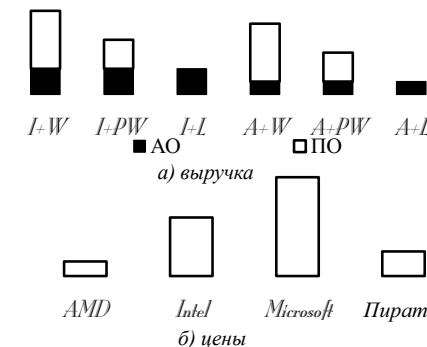 I+W I+PW I+L A+W A+PW A+L
АО ПО
а) выручка
AMD Intel Microsoft Пират
б) цены